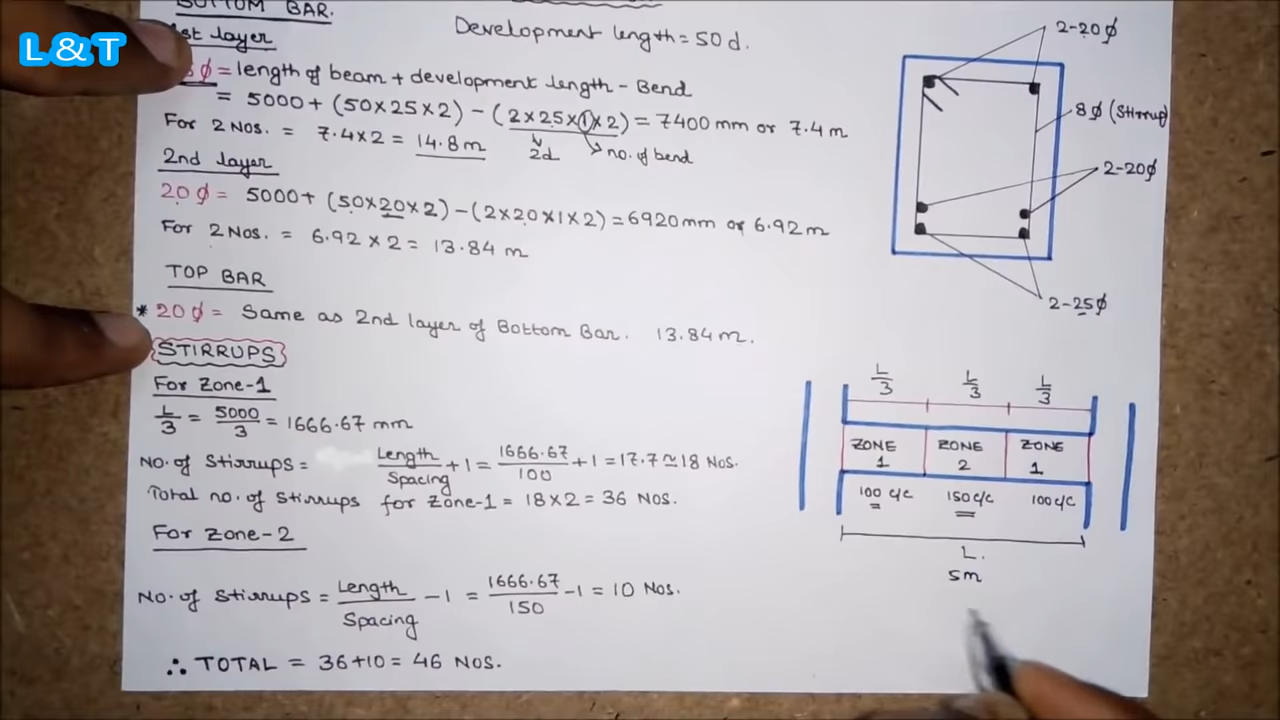 L&T
BOTTOM BAR.
1st layer
Development length = 50d.
ϕ = length of beam + development length - Bend
= 5000 + (50×25×2) - (2×25×1×2) = 7400 mm or 7.4 m
2d
no. of bend
For 2 Nos. = 7.4×2 = 14.8 m
2nd layer
20ϕ = 5000 + (50×20×2) - (2×20×1×2) = 6920 mm or 6.92 m
For 2 Nos. = 6.92 × 2 = 13.84 m
TOP BAR
* 20ϕ = Same as 2nd layer of Bottom Bar. 13.84 m.
STIRRUPS
For Zone-1
L/3 = 5000/3 = 1666.67 mm
No. of Stirrups = Length/Spacing + 1 = 1666.67/100 + 1 = 17.7 ≃ 18 Nos.
Total no. of stirrups for Zone-1 = 18×2 = 36 Nos.
For Zone-2
No. of Stirrups = Length/Spacing - 1 = 1666.67/150 - 1 = 10 Nos.
∴ TOTAL = 36+10 = 46 Nos.
2-20ϕ
8ϕ (Stirrup)
2-20ϕ
2-25ϕ
L/3 L/3 L/3
ZONE 1 ZONE 2 ZONE 1
100 c/c 150 c/c 100 c/c
L.
5m